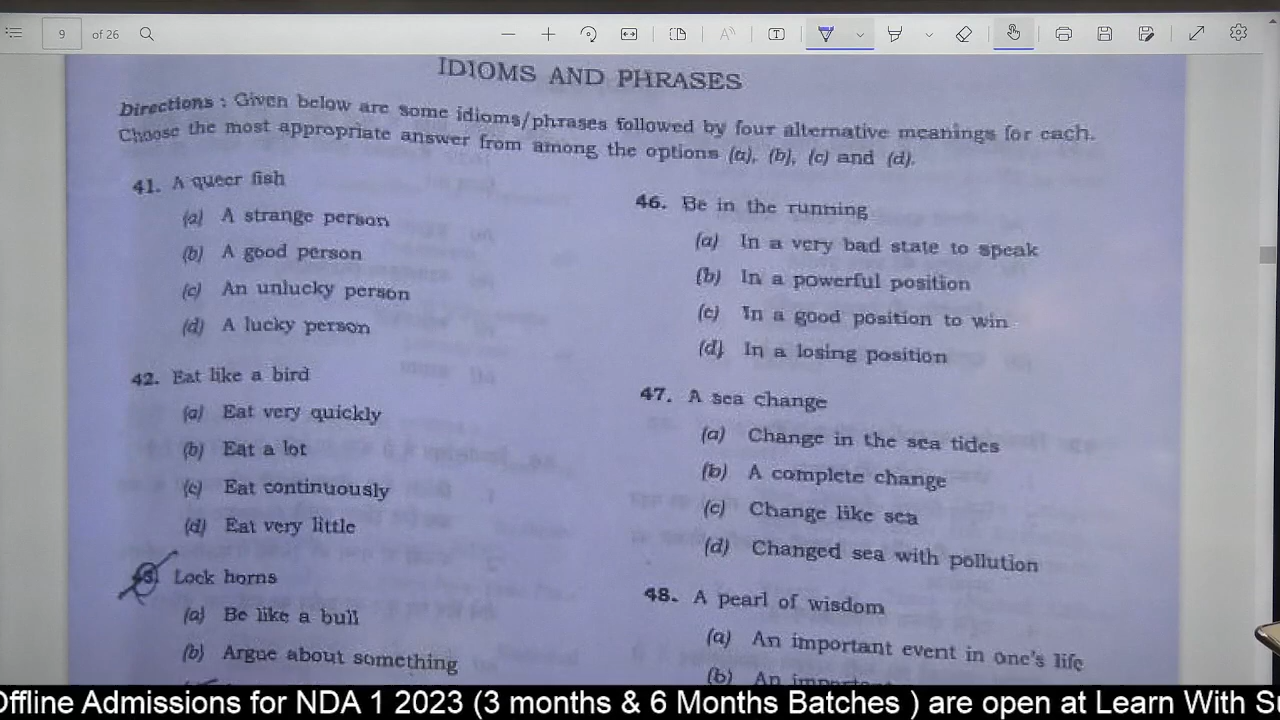 9 of 26
IDIOMS AND PHRASES
Directions : Given below are some idioms/phrases followed by four alternative meanings for each.
Choose the most appropriate answer from among the options (a), (b), (c) and (d).
41. A queer fish
(a) A strange person
(b) A good person
(c) An unlucky person
(d) A lucky person
42. Eat like a bird
(a) Eat very quickly
(b) Eat a lot
(c) Eat continuously
(d) Eat very little
Lock horns
(a) Be like a bull
(b) Argue about something
46. Be in the running
(a) In a very bad state to speak
(b) In a powerful position
(c) In a good position to win
(d) In a losing position
47. A sea change
(a) Change in the sea tides
(b) A complete change
(c) Change like sea
(d) Changed sea with pollution
48. A pearl of wisdom
(a) An important event in one's life
(b) An
Offline Admissions for NDA 1 2023 (3 months & 6 Months Batches ) are open at Learn With